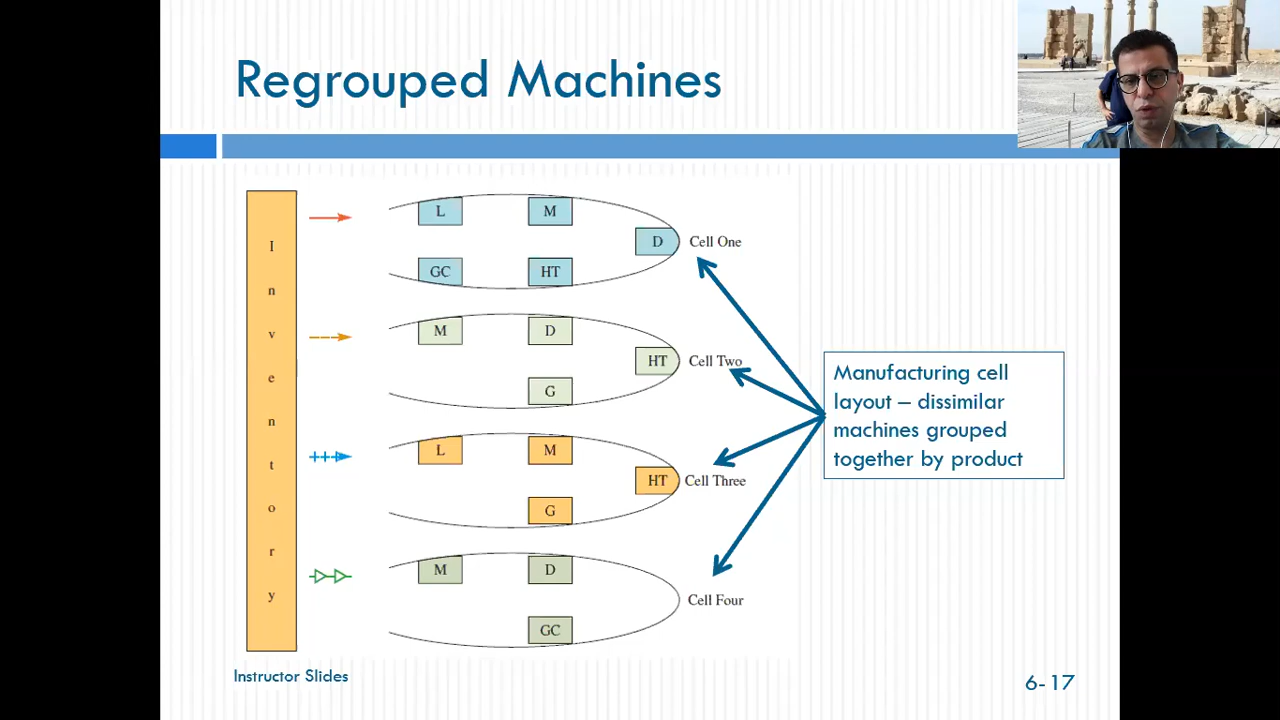 Regrouped Machines
I
n
v
e
n
t
o
r
y
L M
D Cell One
GC HT
M D
HT Cell Two
G
L M
HT Cell Three
G
M D
Cell Four
GC
Manufacturing cell
layout – dissimilar
machines grouped
together by product
Instructor Slides
6-17